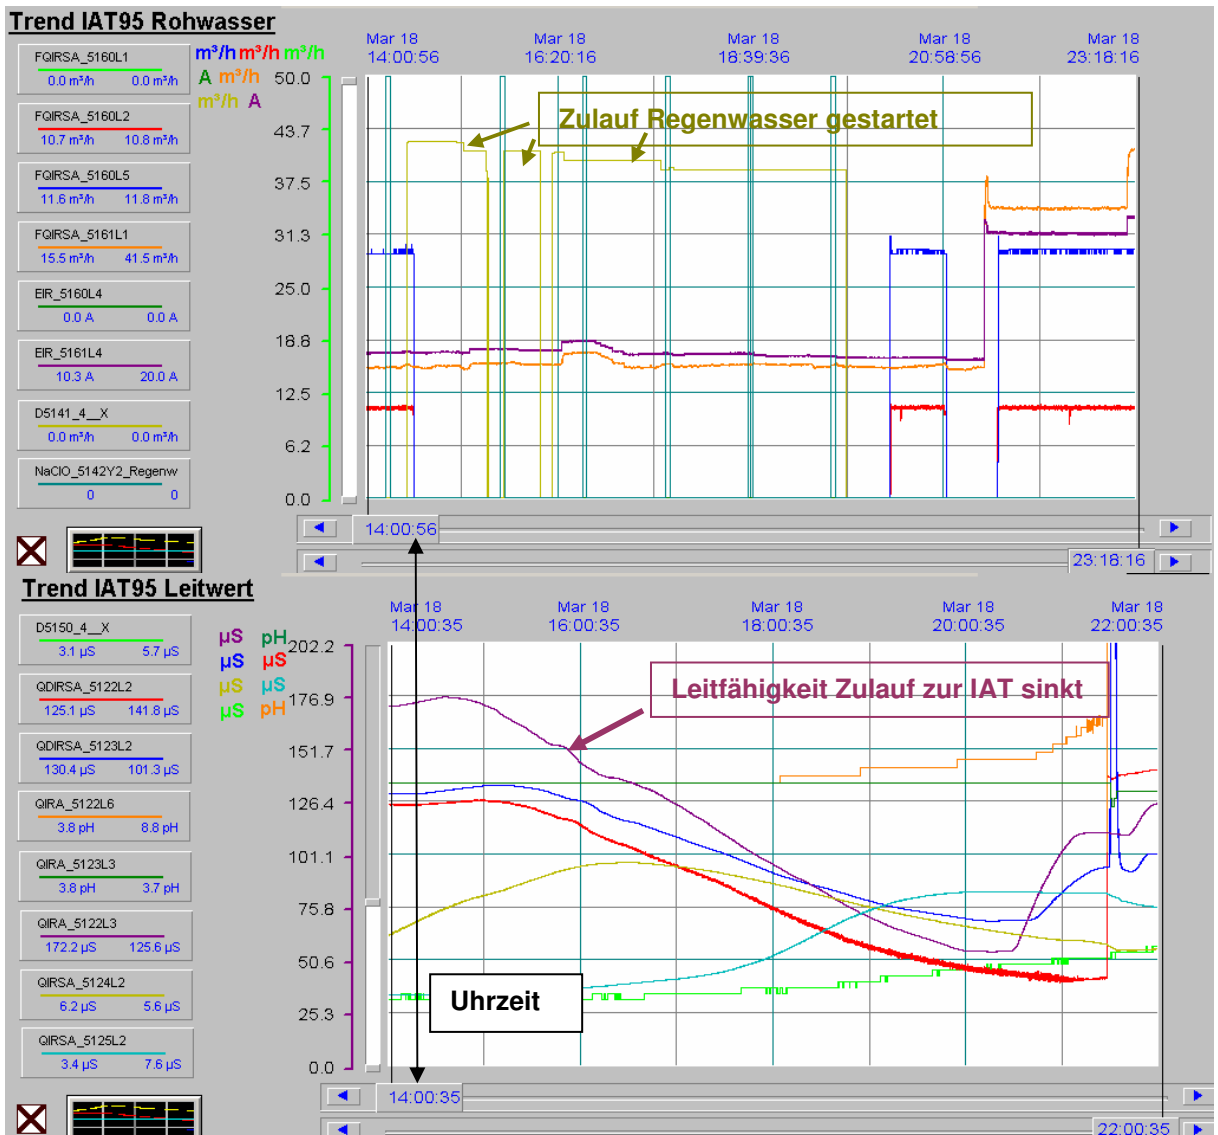 Trend IAT95 Rohwasser
FQIRSA_5160L1
0.0 m³/h 0.0 m³/h
FQIRSA_5160L2
10.7 m³/h 10.8 m³/h
FQIRSA_5160L5
11.6 m³/h 11.8 m³/h
FQIRSA_5161L1
15.5 m³/h 41.5 m³/h
EIR_5160L4
0.0 A 0.0 A
EIR_5161L4
10.3 A 20.0 A
D5141_4__X
0.0 m³/h 0.0 m³/h
NaClO_5142Y2_Regenw
0 0
m³/h m³/h m³/h
A m³/h
m³/h A
50.0
43.7
37.5
31.3
25.0
18.8
12.5
6.2
0.0
Mar 18 Mar 18 Mar 18 Mar 18 Mar 18
14:00:56 16:20:16 18:39:36 20:58:56 23:18:16
Zulauf Regenwasser gestartet
14:00:56
23:18:16
Trend IAT95 Leitwert
D5150_4__X
3.1 µS 5.7 µS
QDIRSA_5122L2
125.1 µS 141.8 µS
QDIRSA_5123L2
130.4 µS 101.3 µS
QIRA_5122L6
3.8 pH 8.8 pH
QIRA_5123L3
3.8 pH 3.7 pH
QIRA_5122L3
172.2 µS 125.6 µS
QIRSA_5124L2
6.2 µS 5.6 µS
QIRSA_5125L2
3.4 µS 7.6 µS
µS pH
µS µS
µS µS
µS pH
202.2
176.9
151.7
126.4
101.1
75.8
50.6
25.3
0.0
Mar 18 Mar 18 Mar 18 Mar 18 Mar 18
14:00:35 16:00:35 18:00:35 20:00:35 22:00:35
Leitfähigkeit Zulauf zur IAT sinkt
Uhrzeit
14:00:35
22:00:35